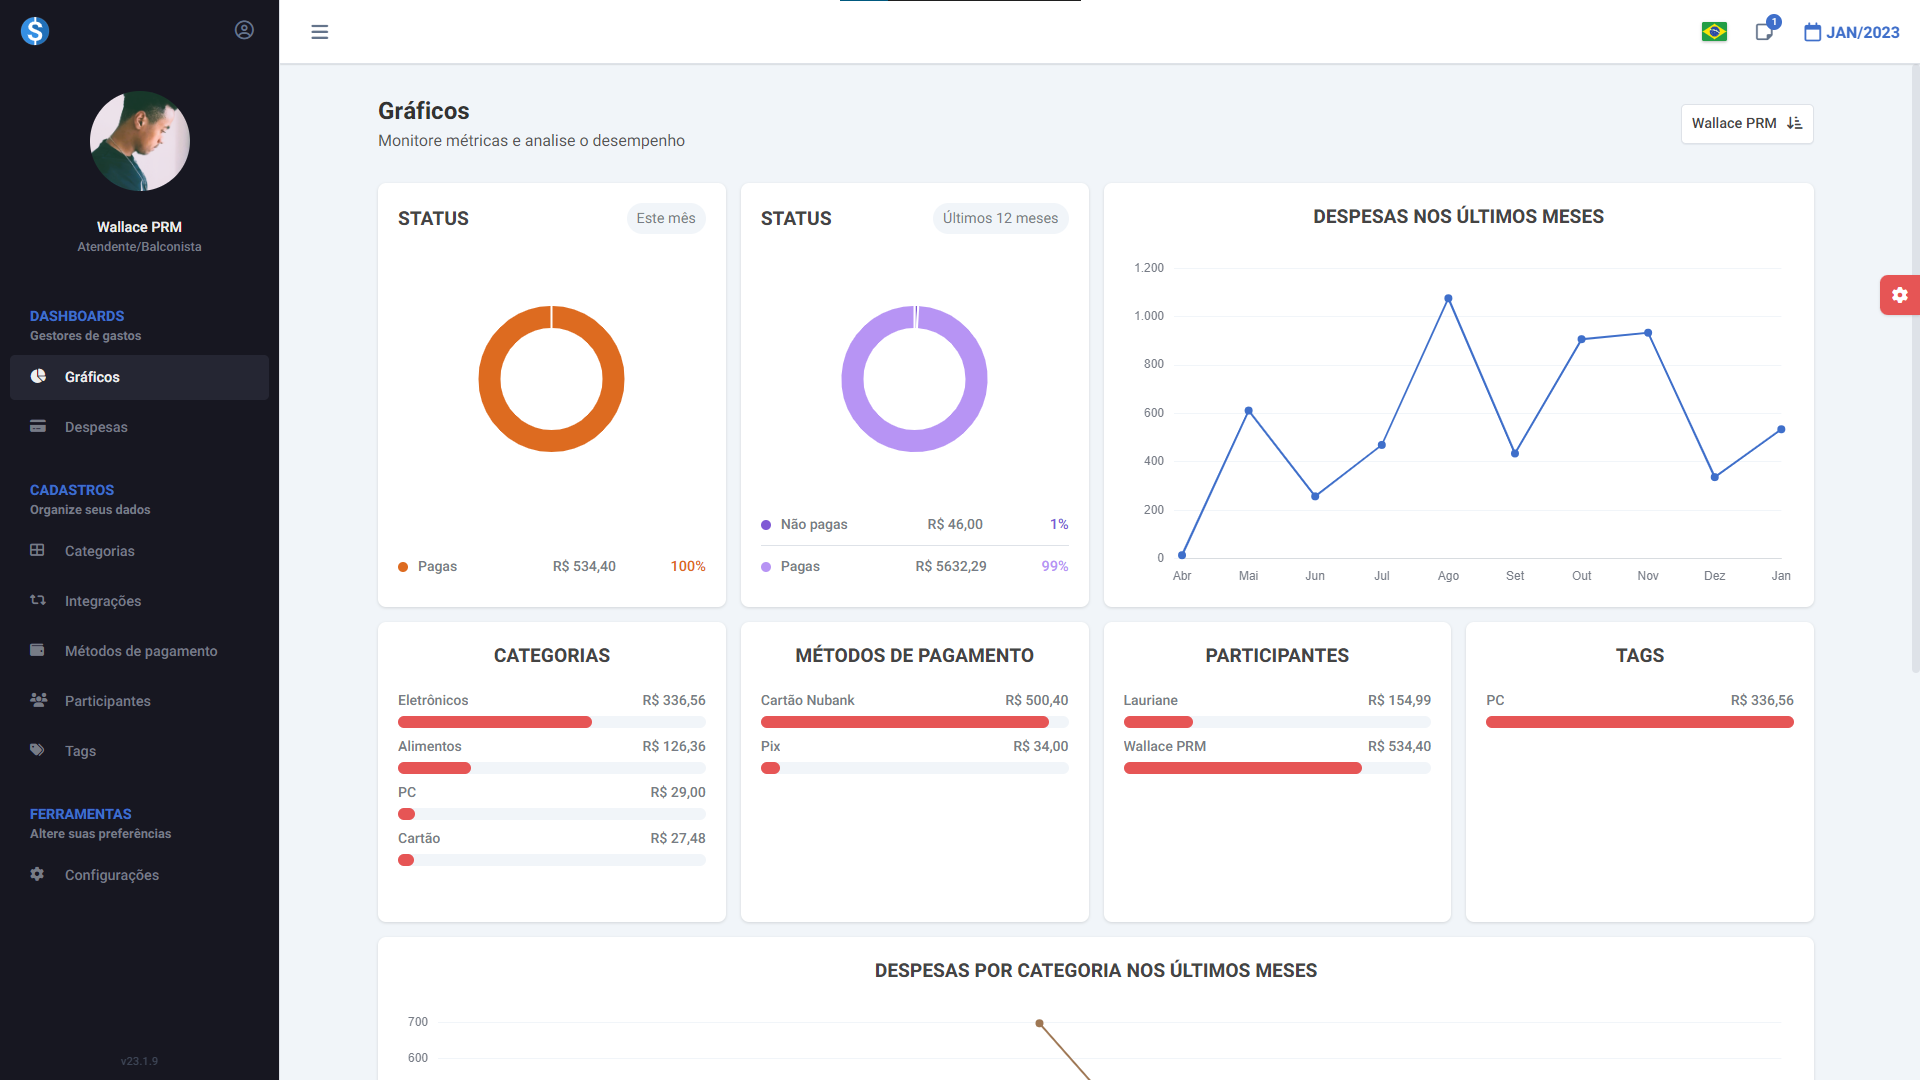 $
1
JAN/2023
Wallace PRM
Atendente/Balconista
DASHBOARDS
Gestores de gastos
Gráficos
Despesas
CADASTROS
Organize seus dados
Categorias
Integrações
Métodos de pagamento
Participantes
Tags
FERRAMENTAS
Altere suas preferências
Configurações
v23.1.9
Gráficos
Monitore métricas e analise o desempenho
Wallace PRM
STATUS
Este mês
Pagas R$ 534,40 100%
STATUS
Últimos 12 meses
Não pagas R$ 46,00 1%
Pagas R$ 5632,29 99%
DESPESAS NOS ÚLTIMOS MESES
1.200
1.000
800
600
400
200
0
Abr Mai Jun Jul Ago Set Out Nov Dez Jan
CATEGORIAS
Eletrônicos R$ 336,56
Alimentos R$ 126,36
PC R$ 29,00
Cartão R$ 27,48
MÉTODOS DE PAGAMENTO
Cartão Nubank R$ 500,40
Pix R$ 34,00
PARTICIPANTES
Lauriane R$ 154,99
Wallace PRM R$ 534,40
TAGS
PC R$ 336,56
DESPESAS POR CATEGORIA NOS ÚLTIMOS MESES
700
600